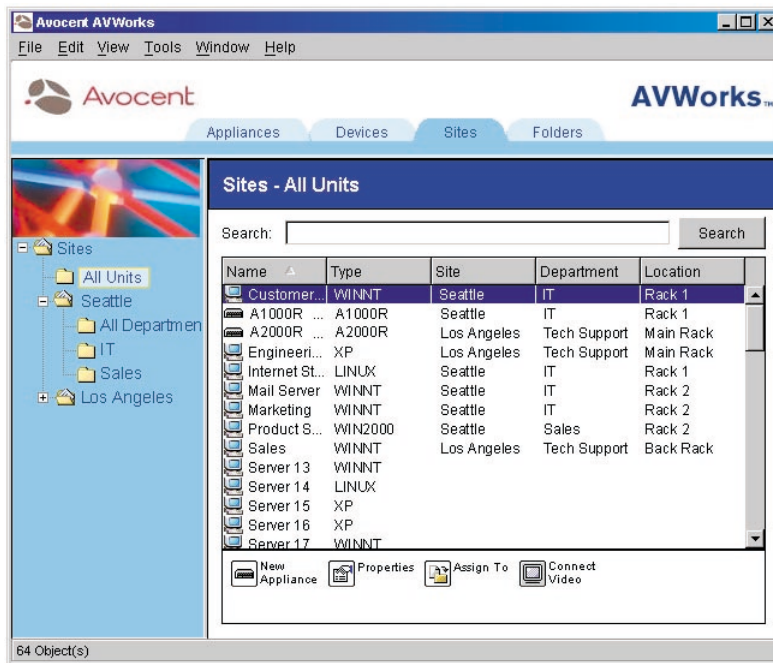 Avocent AVWorks
File Edit View Tools Window Help
Avocent
AVWorks™
Appliances Devices Sites Folders
Sites
All Units
Seattle
All Departmen
IT
Sales
Los Angeles
Sites - All Units
Search: Search
Name Type Site Department Location
Customer... WINNT Seattle IT Rack 1
A1000R ... A1000R Seattle IT Rack 1
A2000R ... A2000R Los Angeles Tech Support Main Rack
Engineeri... XP Los Angeles Tech Support Main Rack
Internet St... LINUX Seattle IT Rack 1
Mail Server WINNT Seattle IT Rack 2
Marketing WINNT Seattle IT Rack 2
Product S... WIN2000 Seattle Sales Rack 2
Sales WINNT Los Angeles Tech Support Back Rack
Server 13 WINNT
Server 14 LINUX
Server 15 XP
Server 16 XP
Server 17 WINNT
New Appliance Properties Assign To Connect Video
64 Object(s)